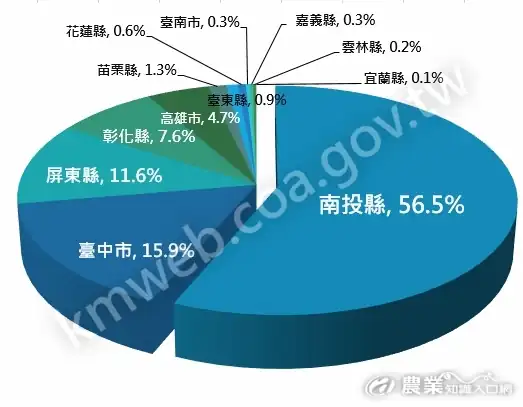 臺南市, 0.3%
嘉義縣, 0.3%
花蓮縣, 0.6%
雲林縣, 0.2%
苗栗縣, 1.3%
宜蘭縣, 0.1%
臺東縣, 0.9%
高雄市, 4.7%
彰化縣, 7.6%
屏東縣, 11.6%
南投縣, 56.5%
臺中市, 15.9%
kmweb.coa.gov.tw
農業知識入口網